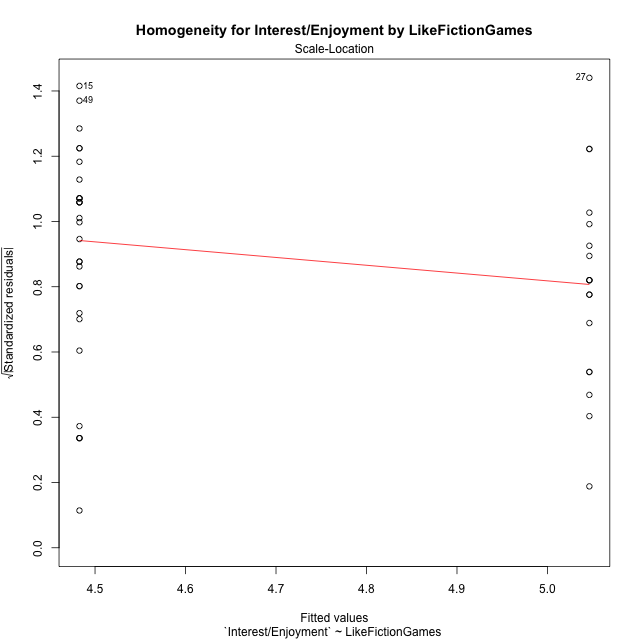 Homogeneity for Interest/Enjoyment by LikeFictionGames
Scale-Location
√|Standardized residuals|
1.4
1.2
1.0
0.8
0.6
0.4
0.2
0.0
15
49
27
4.5 4.6 4.7 4.8 4.9 5.0
Fitted values
`Interest/Enjoyment` ~ LikeFictionGames